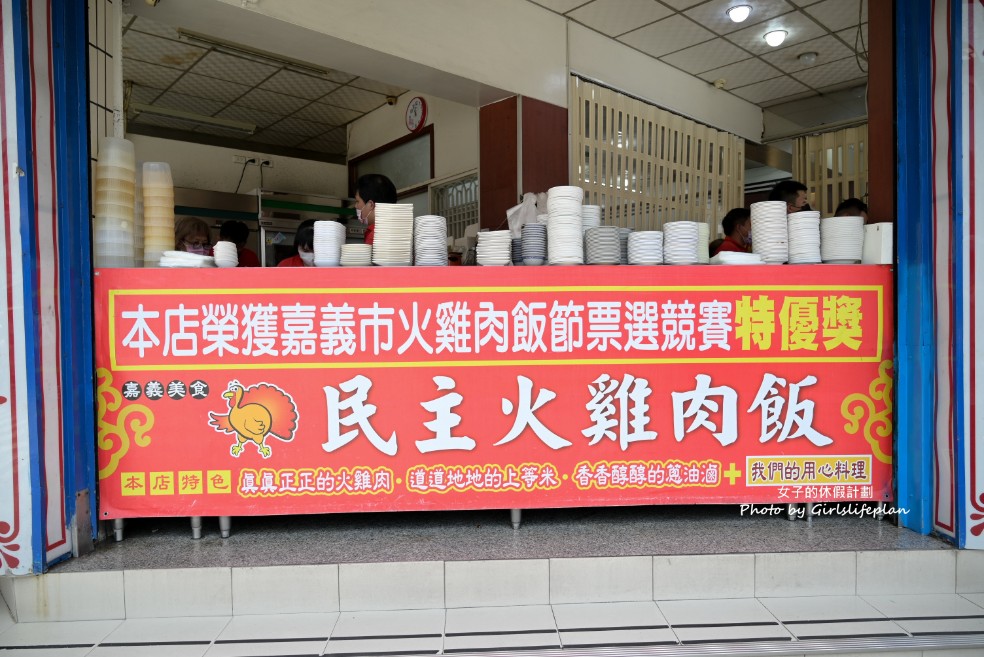 本店榮獲嘉義市火雞肉飯節票選競賽特優獎
嘉義美食
民主火雞肉飯
本店特色 真真正正的火雞肉·道道地地的上等米·香香醇醇的蔥油滷+我們的用心料理
女子的休假計劃
Photo by Girlslifeplan